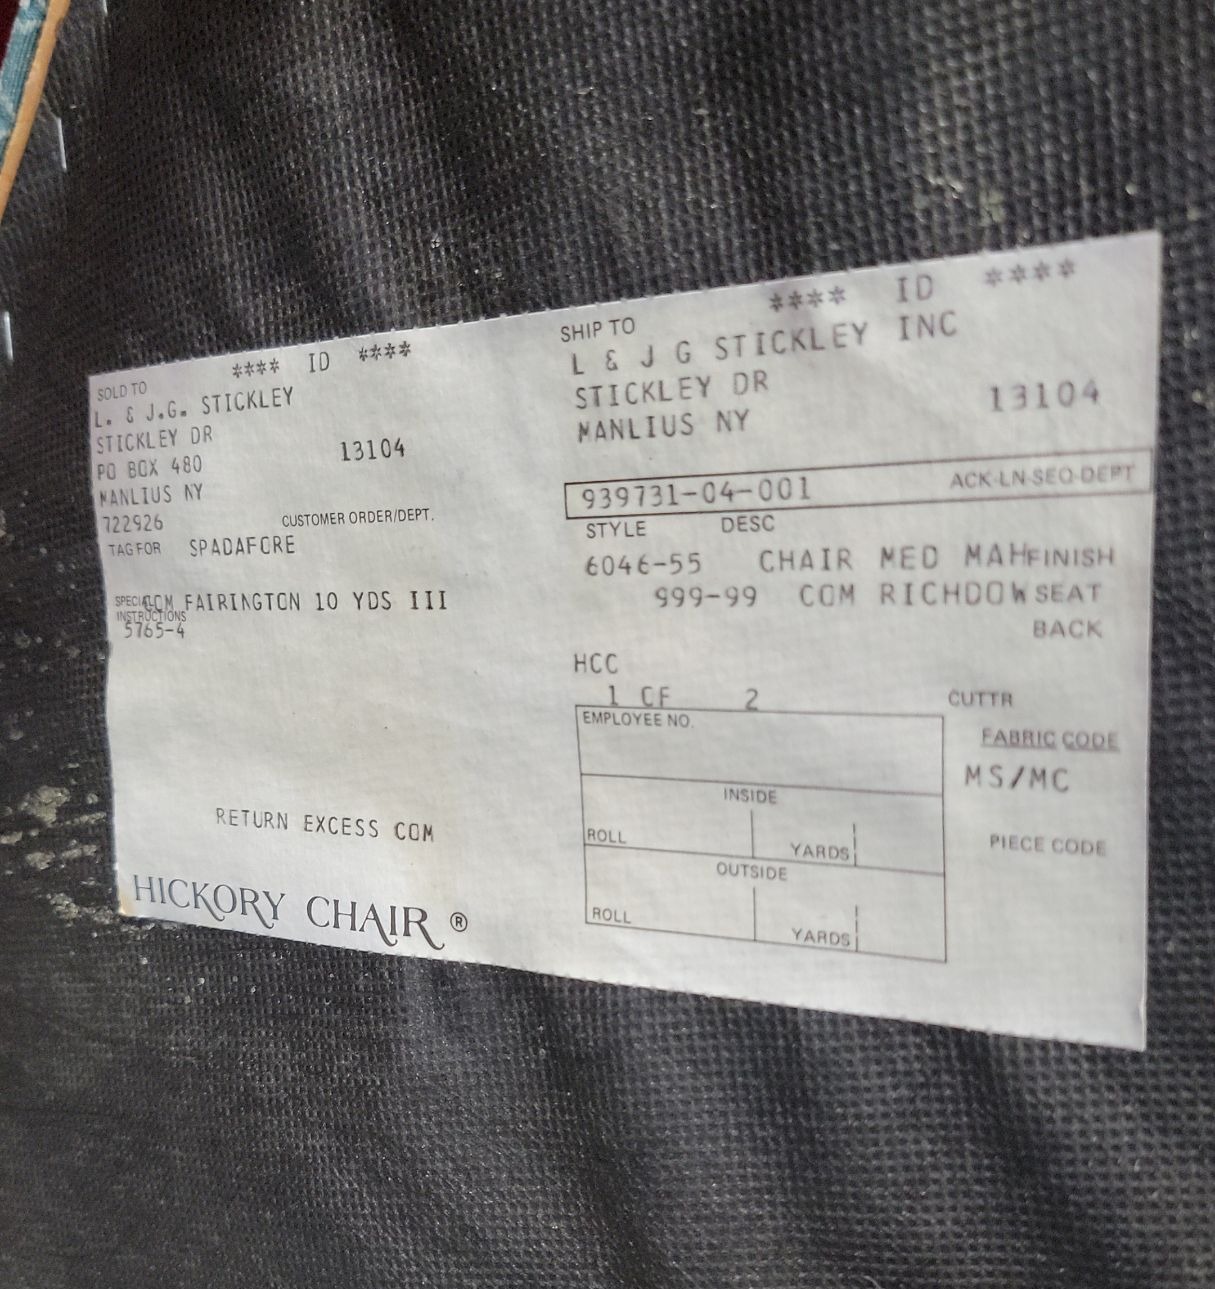 SOLD TO **** ID ****
L. & J.G. STICKLEY
STICKLEY DR
PO BOX 480 13104
MANLIUS NY
722926 CUSTOMER ORDER/DEPT.
TAG FOR SPADAFORE
SPECIAL INSTRUCTIONS COM FAIRINGTON 10 YDS III
5765-4
RETURN EXCESS COM
HICKORY CHAIR ®
SHIP TO **** ID ****
L & J G STICKLEY INC
STICKLEY DR
MANLIUS NY 13104
939731-04-001 ACK-LN-SEQ-DEPT
STYLE DESC
6046-55 CHAIR MED MAH FINISH
999-99 COM RICHDOW SEAT
BACK
HCC
1 CF 2 CUTTR
EMPLOYEE NO.
FABRIC CODE
MS/MC
INSIDE
ROLL YARDS
PIECE CODE
OUTSIDE
ROLL YARDS